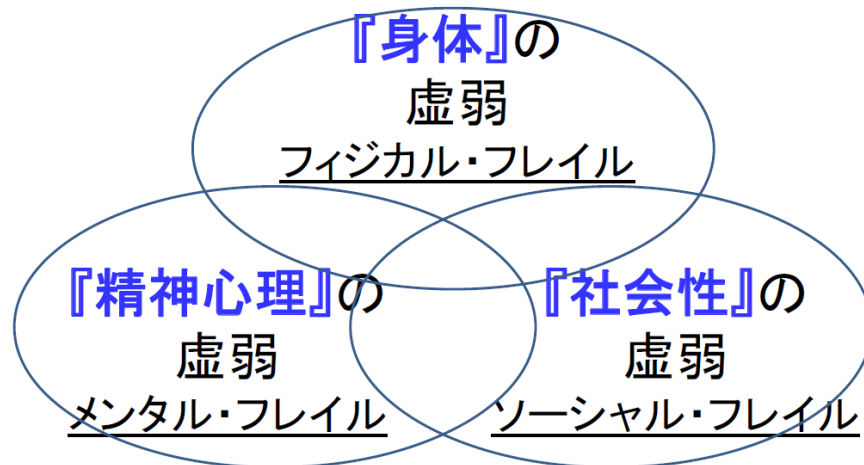 『身体』の
虚弱
フィジカル・フレイル
『精神心理』の
虚弱
メンタル・フレイル
『社会性』の
虚弱
ソーシャル・フレイル